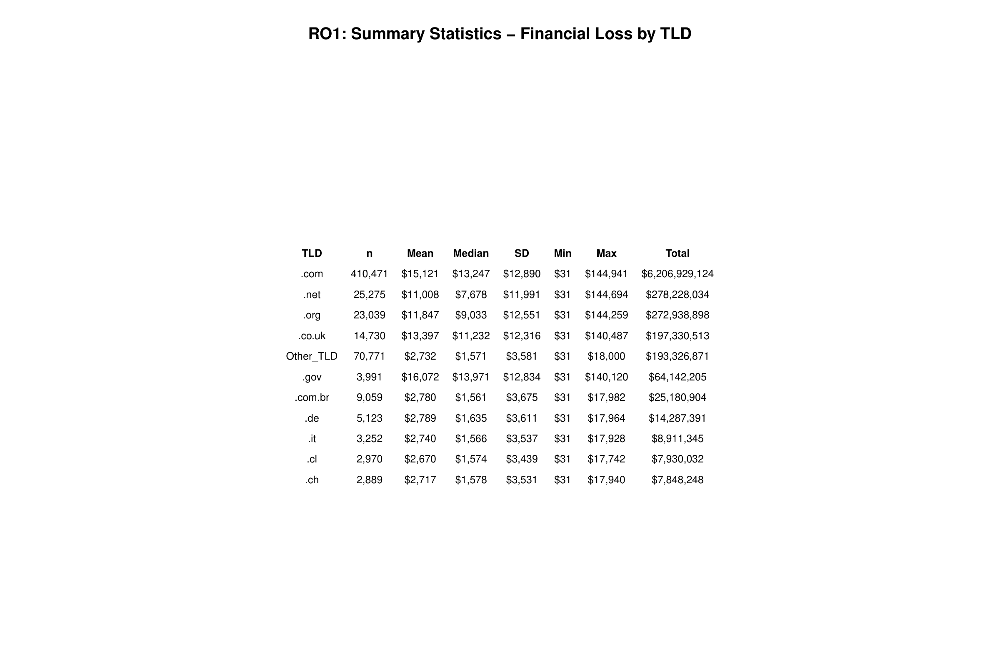 RO1: Summary Statistics – Financial Loss by TLD
TLD n Mean Median SD Min Max Total
.com 410,471 $15,121 $13,247 $12,890 $31 $144,941 $6,206,929,124
.net 25,275 $11,008 $7,678 $11,991 $31 $144,694 $278,228,034
.org 23,039 $11,847 $9,033 $12,551 $31 $144,259 $272,938,898
.co.uk 14,730 $13,397 $11,232 $12,316 $31 $140,487 $197,330,513
Other_TLD 70,771 $2,732 $1,571 $3,581 $31 $18,000 $193,326,871
.gov 3,991 $16,072 $13,971 $12,834 $31 $140,120 $64,142,205
.com.br 9,059 $2,780 $1,561 $3,675 $31 $17,982 $25,180,904
.de 5,123 $2,789 $1,635 $3,611 $31 $17,964 $14,287,391
.it 3,252 $2,740 $1,566 $3,537 $31 $17,928 $8,911,345
.cl 2,970 $2,670 $1,574 $3,439 $31 $17,742 $7,930,032
.ch 2,889 $2,717 $1,578 $3,531 $31 $17,940 $7,848,248